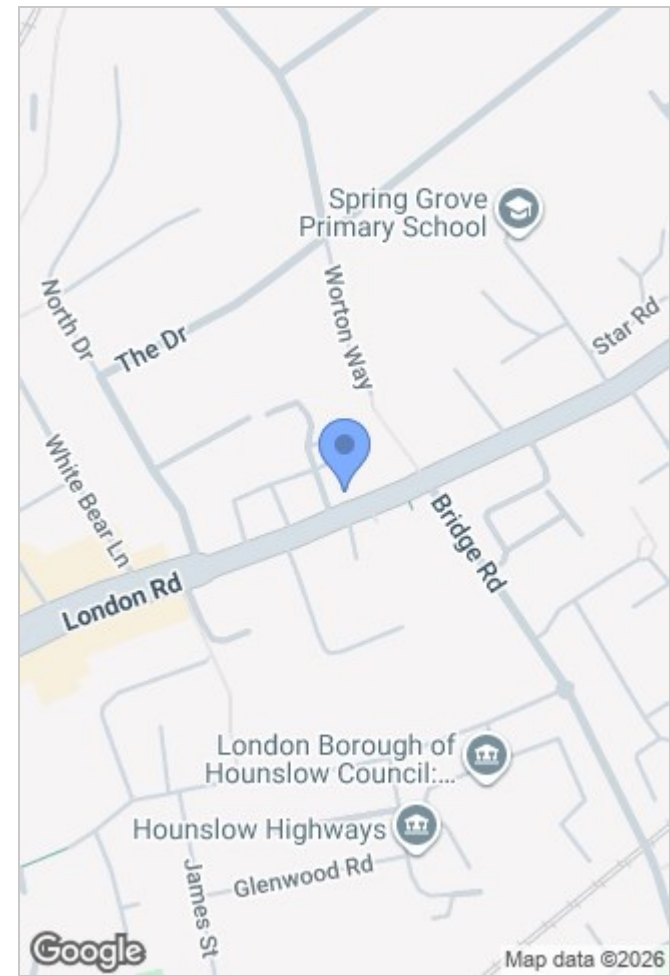 Spring Grove
Primary School
Worton Way
North Dr
The Dr
Star Rd
White Bear Ln
London Rd
Bridge Rd
London Borough of
Hounslow Council:...
Hounslow Highways
Glenwood Rd
James St
Google
Map data ©2026